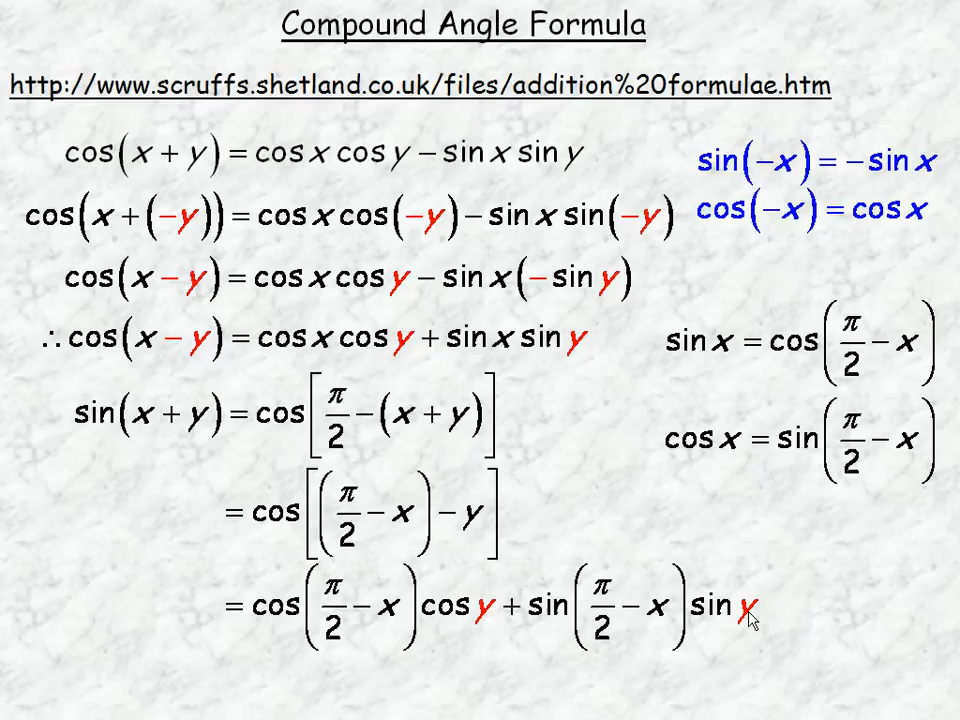 Compound Angle Formula
http://www.scruffs.shetland.co.uk/files/addition%20formulae.htm
cos(x + y) = cos x cos y − sin x sin y
sin(−x) = − sin x
cos(x + (−y)) = cos x cos(−y) − sin x sin(−y)
cos(−x) = cos x
cos(x − y) = cos x cos y − sin x (− sin y)
∴ cos(x − y) = cos x cos y + sin x sin y
sin x = cos(π/2 − x)
sin(x + y) = cos[π/2 − (x + y)]
cos x = sin(π/2 − x)
= cos[(π/2 − x) − y]
= cos(π/2 − x) cos y + sin(π/2 − x) sin y